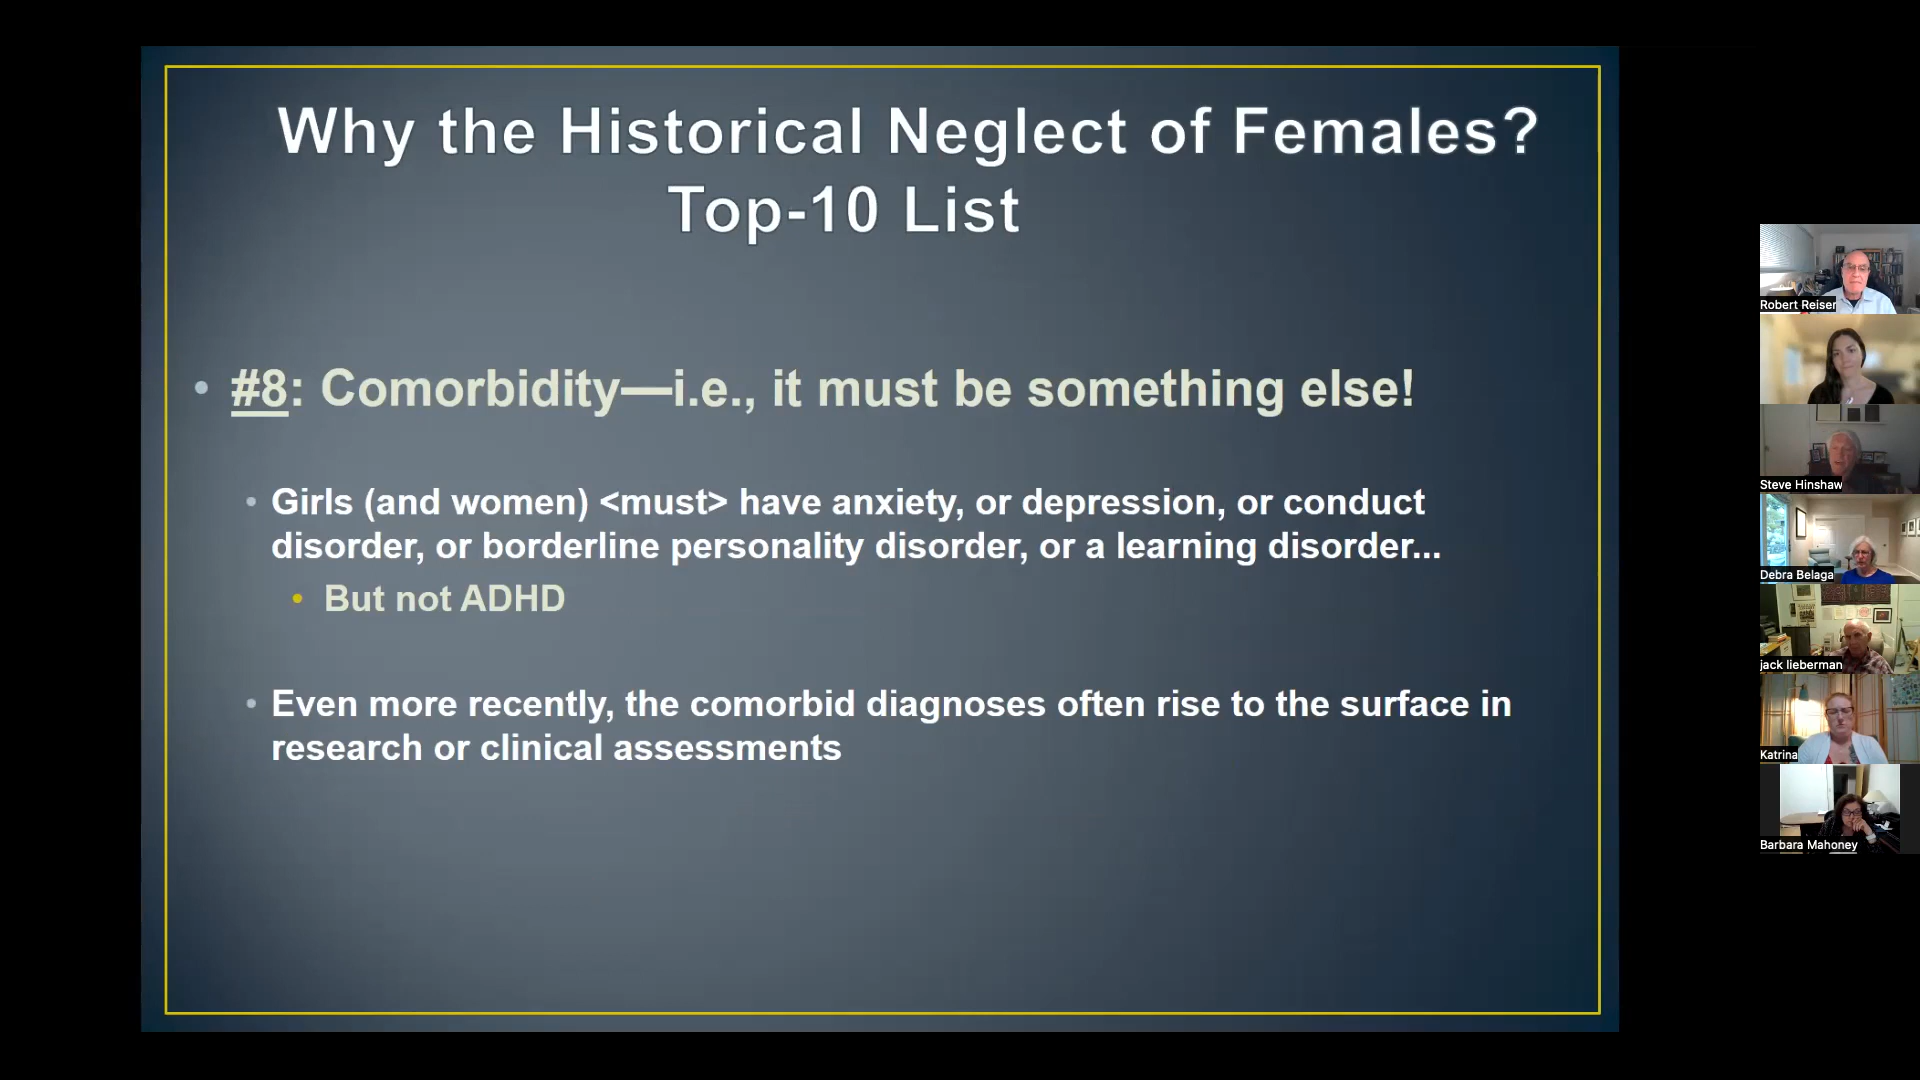 Why the Historical Neglect of Females?
Top-10 List
• #8: Comorbidity—i.e., it must be something else!
• Girls (and women) <must> have anxiety, or depression, or conduct
disorder, or borderline personality disorder, or a learning disorder...
• But not ADHD
• Even more recently, the comorbid diagnoses often rise to the surface in
research or clinical assessments
Robert Reiser
Steve Hinshaw
Debra Belaga
jack lieberman
Katrina
Barbara Mahoney